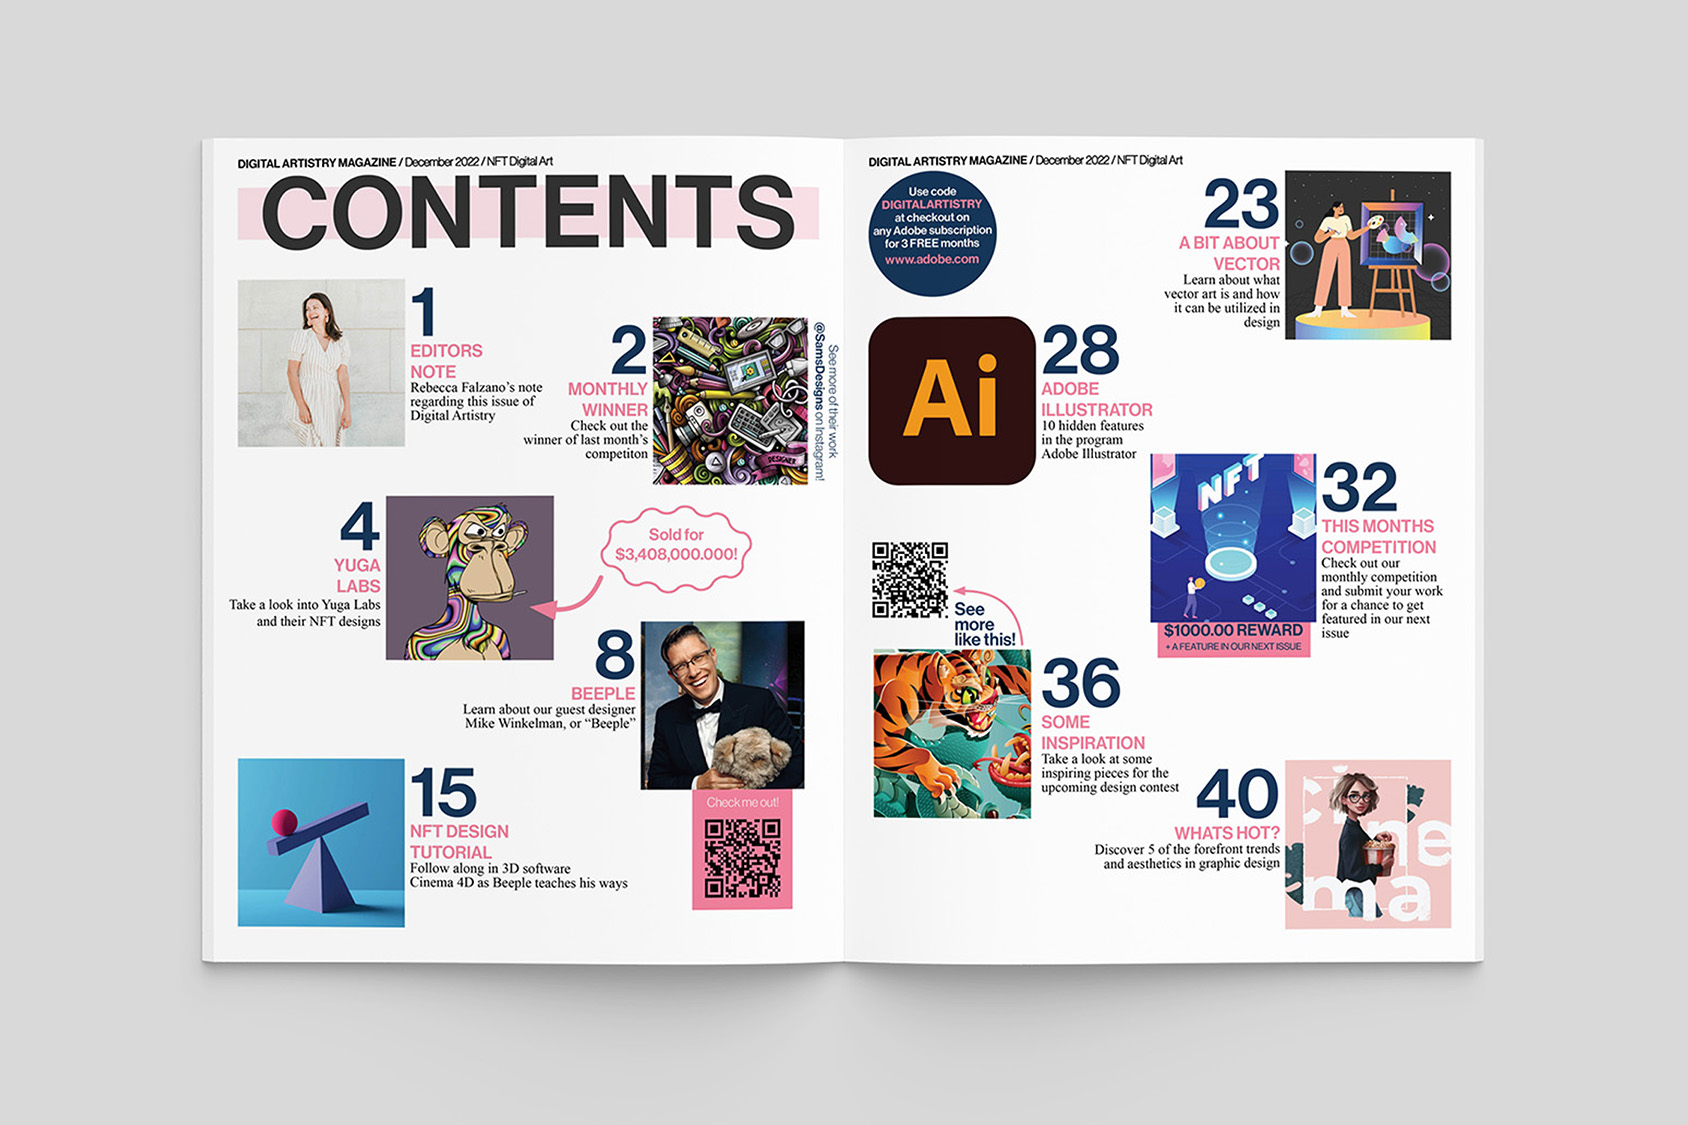 DIGITAL ARTISTRY MAGAZINE / December 2022 / NFT Digital Art
CONTENTS
1
EDITORS
NOTE
Rebecca Falzano's note
regarding this issue of
Digital Artistry
2
MONTHLY
WINNER
Check out the
winner of last month's
competiton
DESIGNER
See more of their work
@SamsDesigns on Instagram!
4
YUGA
LABS
Take a look into Yuga Labs
and their NFT designs
Sold for
$3,408,000.000!
8
BEEPLE
Learn about our guest designer
Mike Winkelman, or “Beeple”
Check me out!
15
NFT DESIGN
TUTORIAL
Follow along in 3D software
Cinema 4D as Beeple teaches his ways
DIGITAL ARTISTRY MAGAZINE / December 2022 / NFT Digital Art
Use code
DIGITALARTISTRY
at checkout on
any Adobe subscription
for 3 FREE months
www.adobe.com
23
A BIT ABOUT
VECTOR
Learn about what
vector art is and how
it can be utilized in
design
Ai
28
ADOBE
ILLUSTRATOR
10 hidden features
in the program
Adobe Illustrator
NFT
32
THIS MONTHS
COMPETITION
Check out our
monthly competition
and submit your work
for a chance to get
featured in our next
issue
$1000.00 REWARD
+ A FEATURE IN OUR NEXT ISSUE
See
more
like this!
36
SOME
INSPIRATION
Take a look at some
inspiring pieces for the
upcoming design contest
40
WHATS HOT?
Discover 5 of the forefront trends
and aesthetics in graphic design
cine
ma